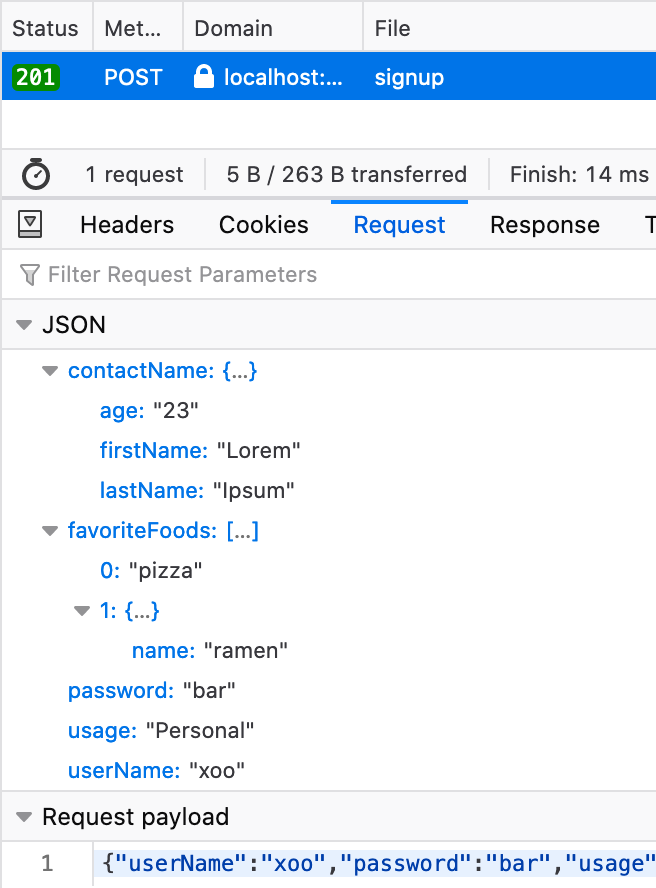 Status Met... Domain File
201 POST localhost:... signup
1 request 5 B / 263 B transferred Finish: 14 ms
Headers Cookies Request Response T
Filter Request Parameters
JSON
contactName: {…}
age: "23"
firstName: "Lorem"
lastName: "Ipsum"
favoriteFoods: […]
0: "pizza"
1: {…}
name: "ramen"
password: "bar"
usage: "Personal"
userName: "xoo"
Request payload
1 {"userName":"xoo","password":"bar","usage"